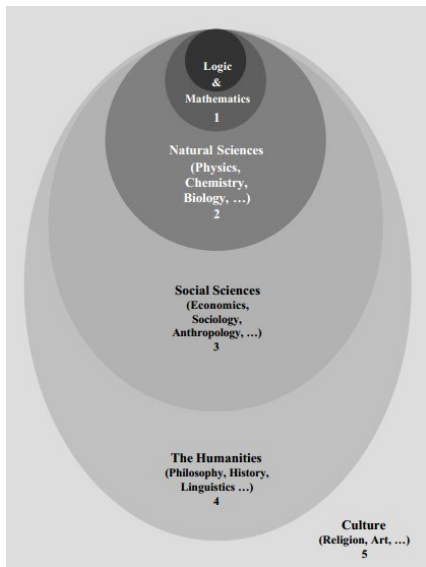 Logic
&
Mathematics
1
Natural Sciences
(Physics,
Chemistry,
Biology, ...)
2
Social Sciences
(Economics,
Sociology,
Anthropology, ...)
3
The Humanities
(Philosophy, History,
Linguistics ...)
4
Culture
(Religion, Art, ...)
5